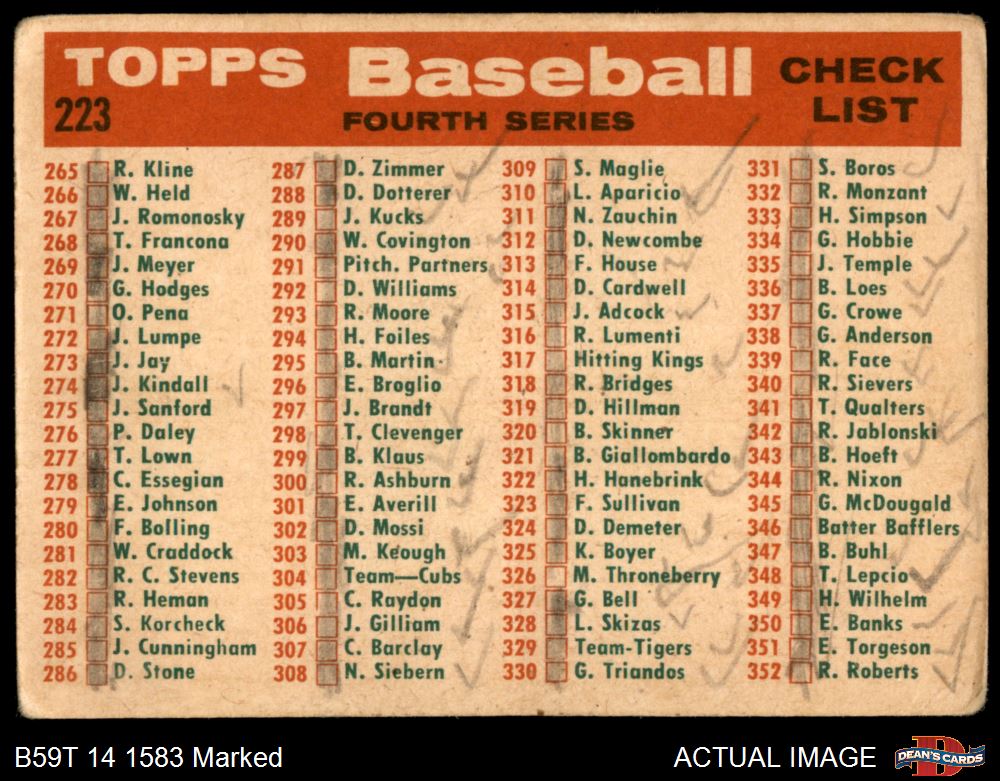 TOPPS Baseball CHECK LIST
223 FOURTH SERIES
265 R. Kline
266 W. Held
267 J. Romonosky
268 T. Francona
269 J. Meyer
270 G. Hodges
271 O. Pena
272 J. Lumpe
273 J. Jay
274 J. Kindall
275 J. Sanford
276 P. Daley
277 T. Lown
278 C. Essegian
279 E. Johnson
280 F. Bolling
281 W. Craddock
282 R. C. Stevens
283 R. Heman
284 S. Korcheck
285 J. Cunningham
286 D. Stone
287 D. Zimmer
288 D. Dotterer
289 J. Kucks
290 W. Covington
291 Pitch. Partners
292 D. Williams
293 R. Moore
294 H. Foiles
295 B. Martin
296 E. Broglio
297 J. Brandt
298 T. Clevenger
299 B. Klaus
300 R. Ashburn
301 E. Averill
302 D. Mossi
303 M. Keough
304 Team—Cubs
305 C. Raydon
306 J. Gilliam
307 C. Barclay
308 N. Siebern
309 S. Maglie
310 L. Aparicio
311 N. Zauchin
312 D. Newcombe
313 F. House
314 D. Cardwell
315 J. Adcock
316 R. Lumenti
317 Hitting Kings
318 R. Bridges
319 D. Hillman
320 B. Skinner
321 B. Giallombardo
322 H. Hanebrink
323 F. Sullivan
324 D. Demeter
325 K. Boyer
326 M. Throneberry
327 G. Bell
328 L. Skizas
329 Team-Tigers
330 G. Triandos
331 S. Boros
332 R. Monzant
333 H. Simpson
334 G. Hobbie
335 J. Temple
336 B. Loes
337 G. Crowe
338 G. Anderson
339 R. Face
340 R. Sievers
341 T. Qualters
342 R. Jablonski
343 B. Hoeft
344 R. Nixon
345 G. McDougald
346 Batter Bafflers
347 B. Buhl
348 T. Lepcio
349 H. Wilhelm
350 E. Banks
351 E. Torgeson
352 R. Roberts
B59T 14 1583 Marked
ACTUAL IMAGE
DEAN'S CARDS